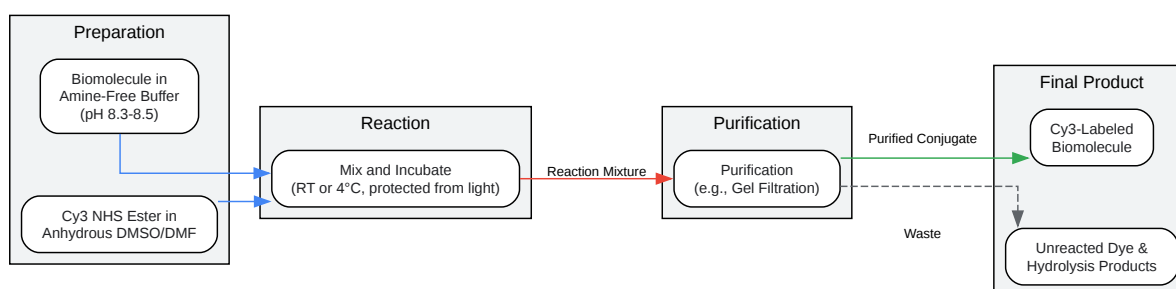 Preparation
Biomolecule in
Amine-Free Buffer
(pH 8.3-8.5)
Cy3 NHS Ester in
Anhydrous DMSO/DMF
Reaction
Mix and Incubate
(RT or 4°C, protected from light)
Reaction Mixture
Purification
Purification
(e.g., Gel Filtration)
Purified Conjugate
Waste
Final Product
Cy3-Labeled
Biomolecule
Unreacted Dye &
Hydrolysis Products